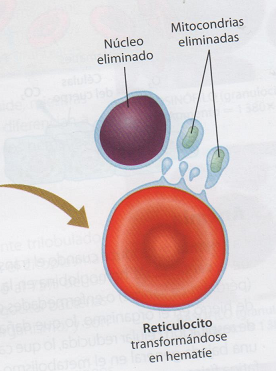 Núcleo
eliminado
Mitocondrias
eliminadas
Reticulocito
transformándose
en hematíe